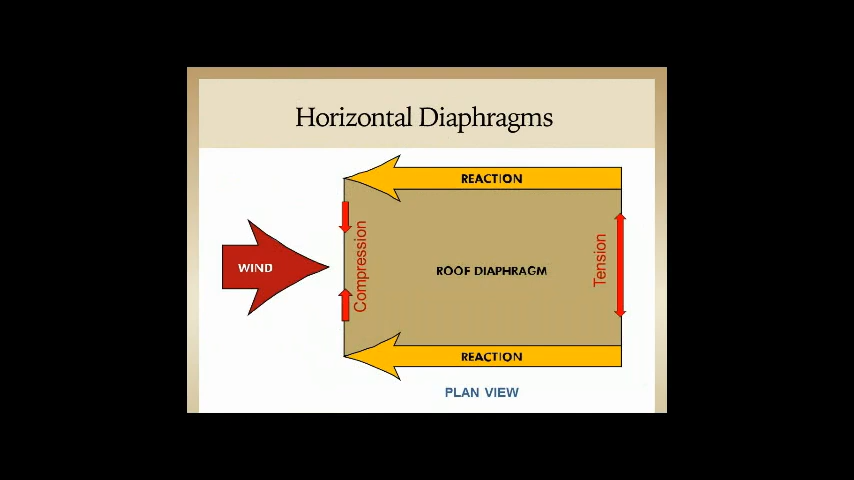 Horizontal Diaphragms
REACTION
WIND
Compression
ROOF DIAPHRAGM
Tension
REACTION
PLAN VIEW